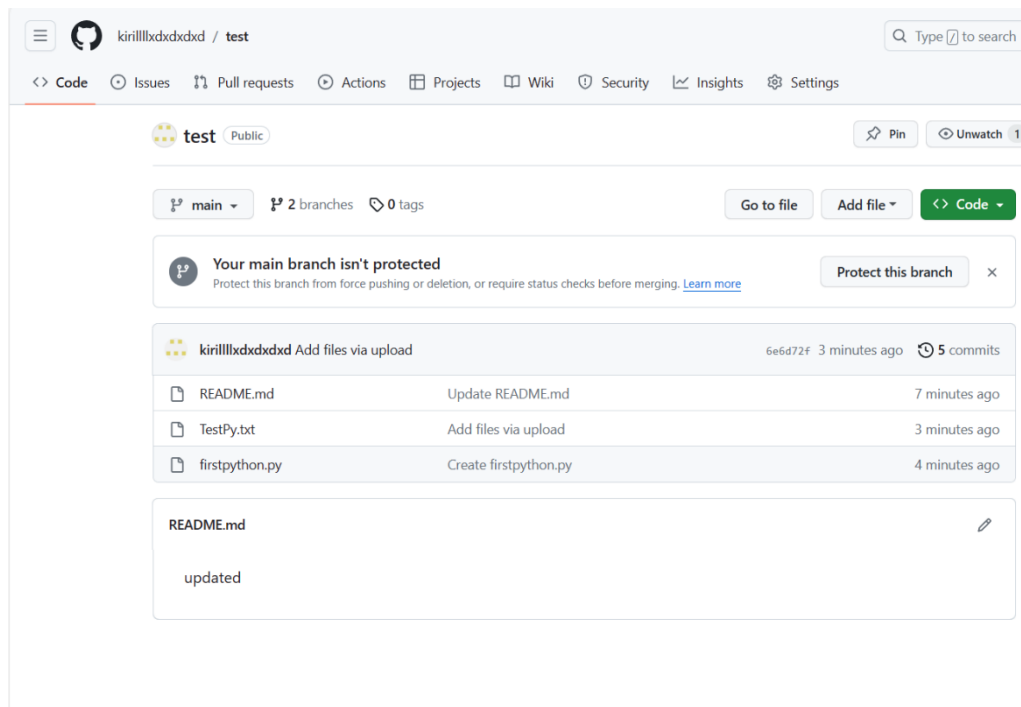 kirillllxdxdxdxd / test
Type / to search
Code Issues Pull requests Actions Projects Wiki Security Insights Settings
test Public Pin Unwatch 1
main 2 branches 0 tags Go to file Add file Code
Your main branch isn't protected
Protect this branch from force pushing or deletion, or require status checks before merging. Learn more
Protect this branch
kirillllxdxdxdxd Add files via upload 6e6d72f 3 minutes ago 5 commits
README.md Update README.md 7 minutes ago
TestPy.txt Add files via upload 3 minutes ago
firstpython.py Create firstpython.py 4 minutes ago
README.md
updated